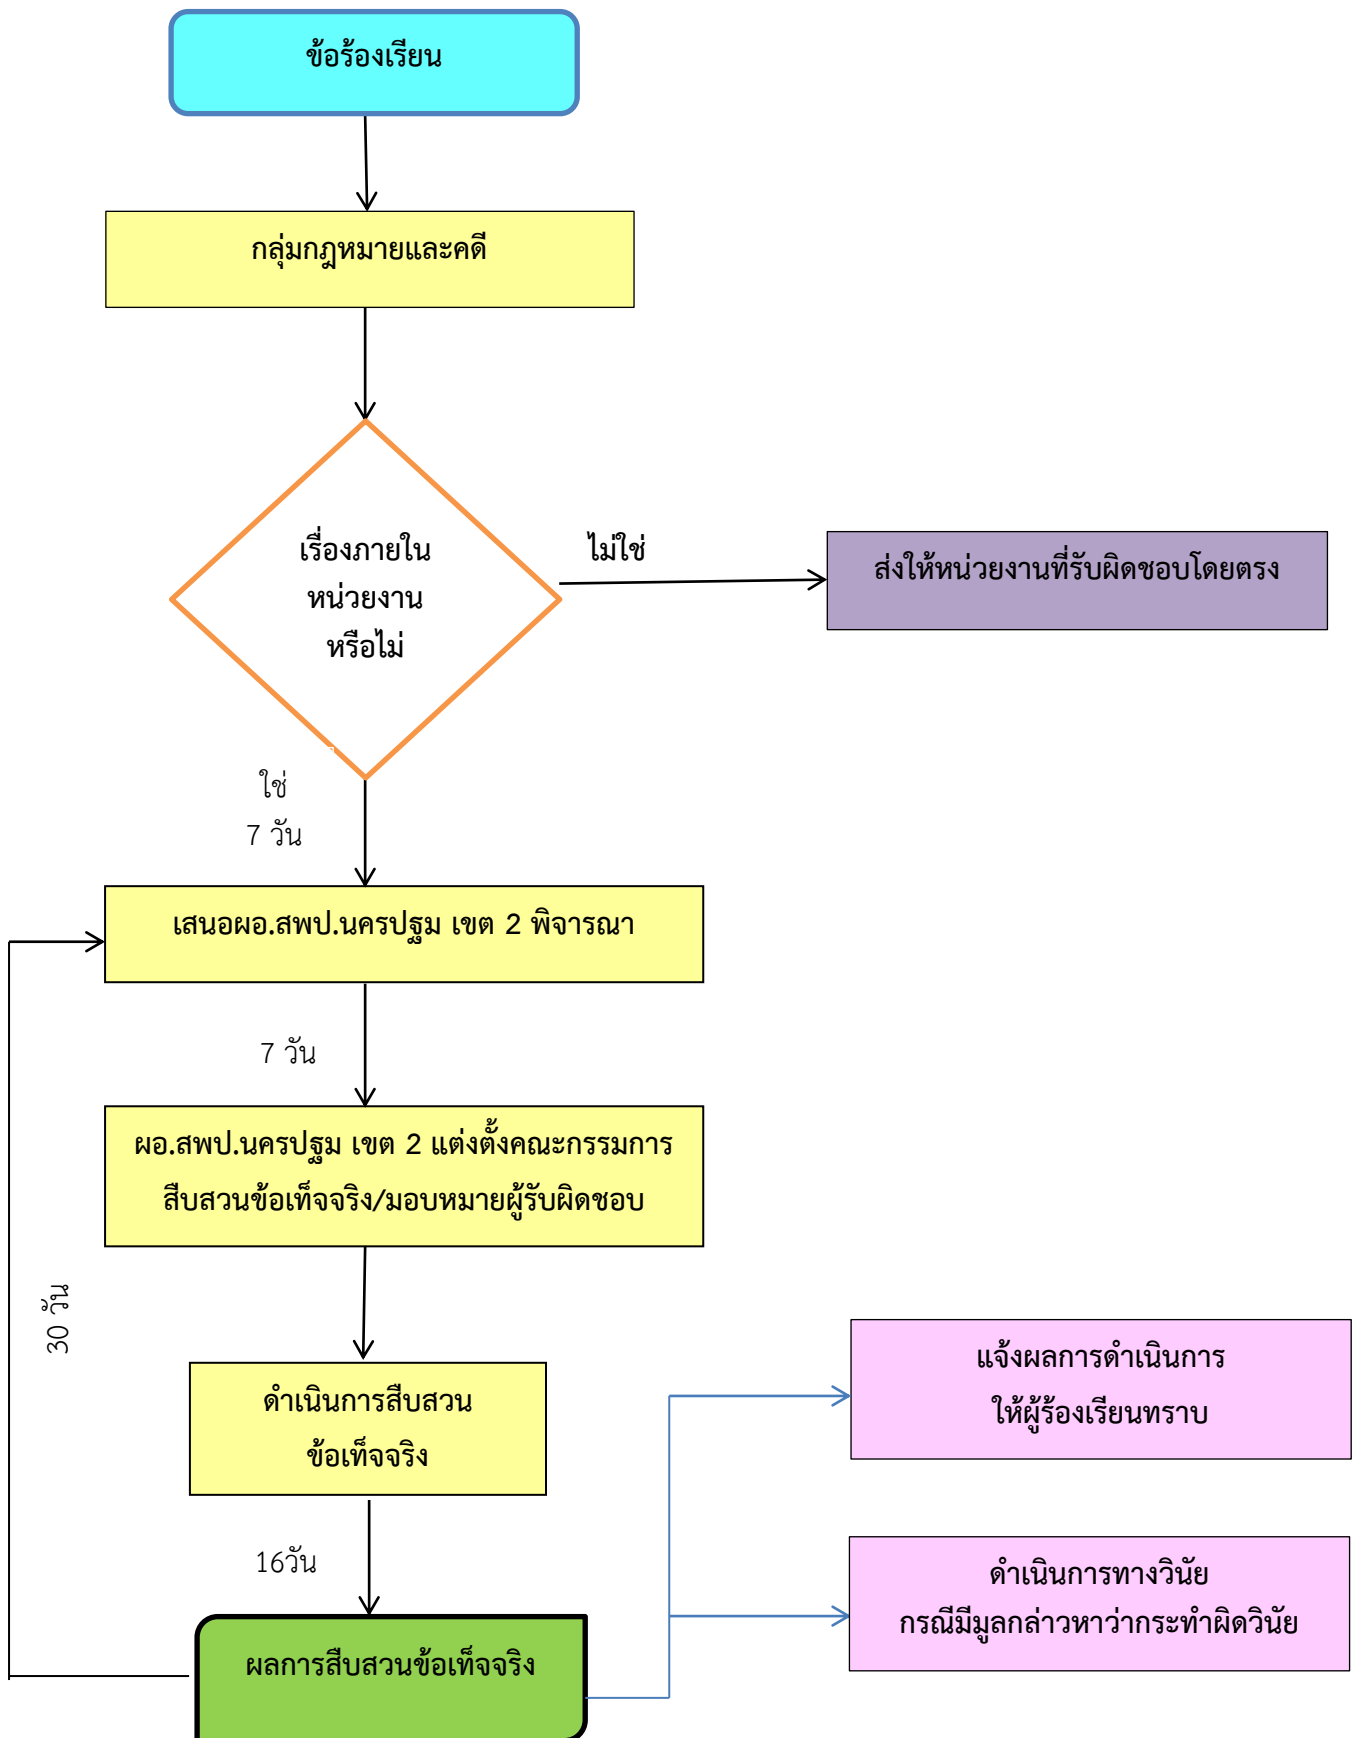 ข้อร้องเรียน
กลุ่มกฎหมายและคดี
เรื่องภายใน
หน่วยงาน
หรือไม่
ไม่ใช่
ส่งให้หน่วยงานที่รับผิดชอบโดยตรง
ใช่
7 วัน
เสนอผอ.สพป.นครปฐม เขต 2 พิจารณา
7 วัน
ผอ.สพป.นครปฐม เขต 2 แต่งตั้งคณะกรรมการ
สืบสวนข้อเท็จจริง/มอบหมายผู้รับผิดชอบ
30 วัน
ดำเนินการสืบสวน
ข้อเท็จจริง
แจ้งผลการดำเนินการ
ให้ผู้ร้องเรียนทราบ
16วัน
ดำเนินการทางวินัย
กรณีมีมูลกล่าวหาว่ากระทำผิดวินัย
ผลการสืบสวนข้อเท็จจริง